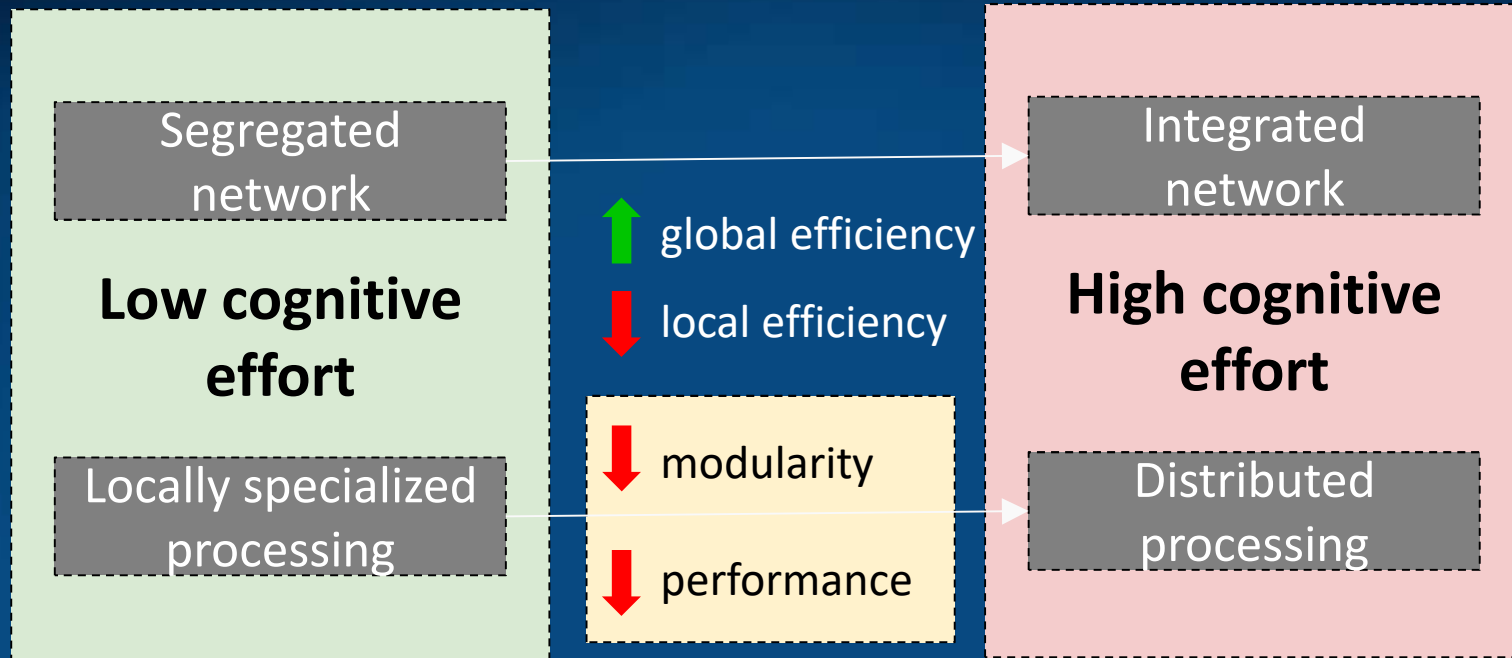 Segregated
network
Low cognitive
effort
Locally specialized
processing
global efficiency
local efficiency
modularity
performance
Integrated
network
High cognitive
effort
Distributed
processing